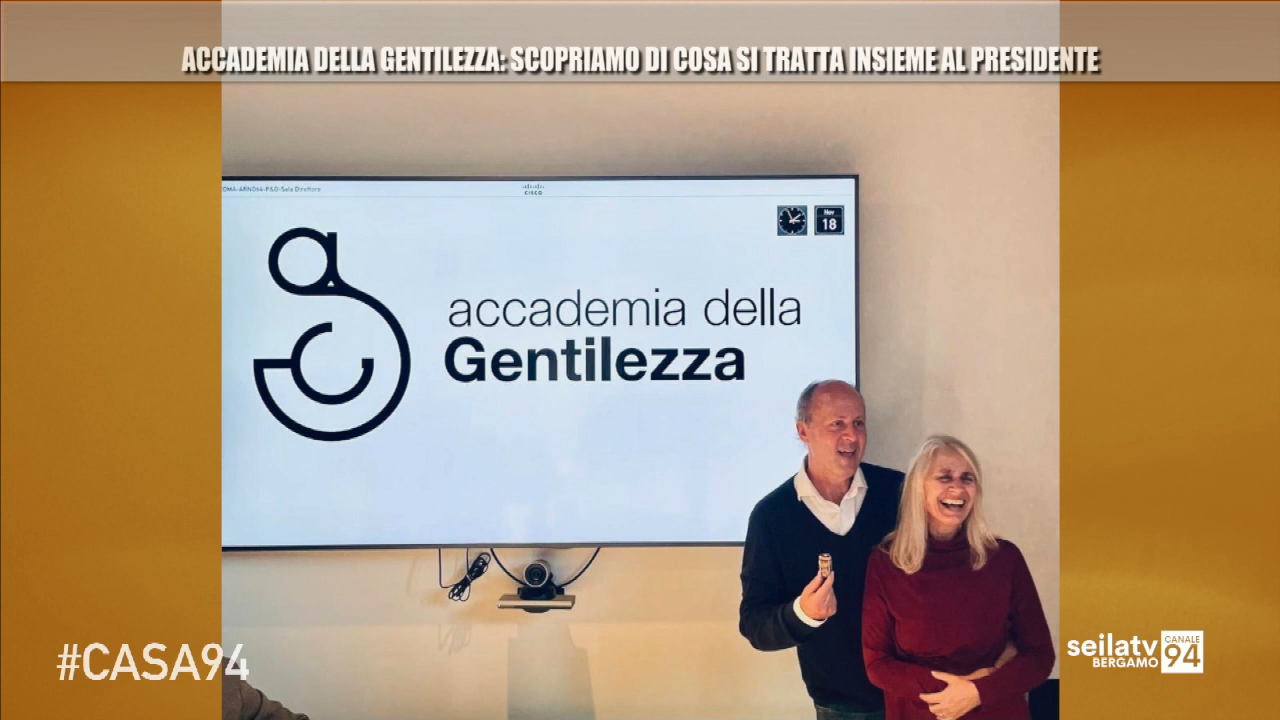 ACCADEMIA DELLA GENTILEZZA: SCOPRIAMO DI COSA SI TRATTA INSIEME AL PRESIDENTE
CISCO
Nov
18
accademia della
Gentilezza
#CASA94
seilatv
BERGAMO
CANALE
94